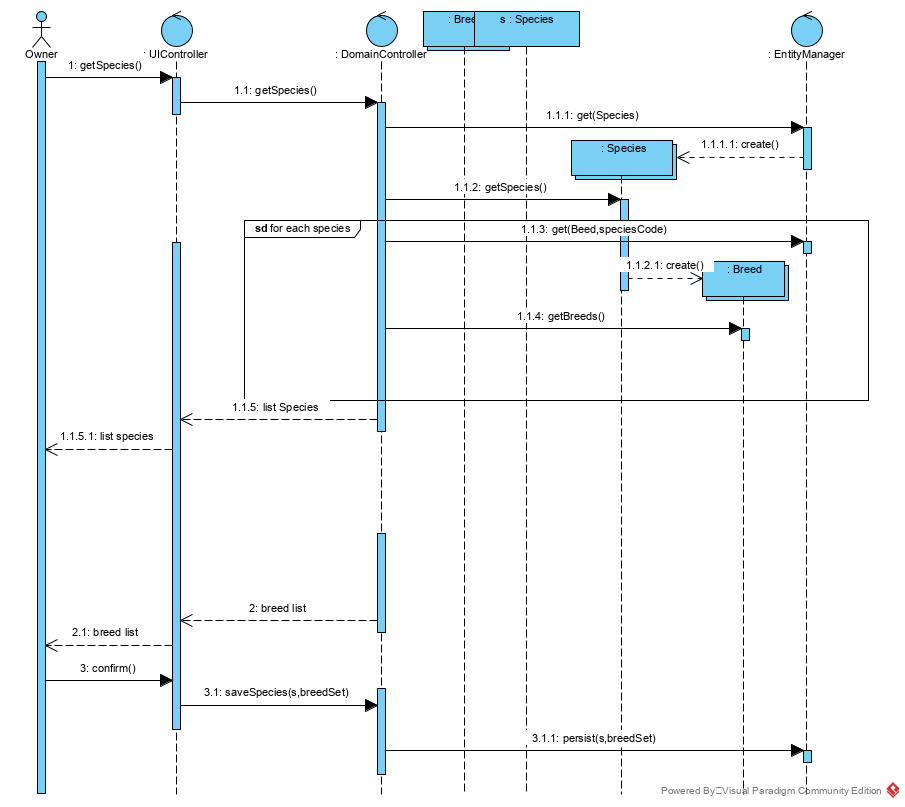 : Bree
s : Species
Owner
: UIController
: DomainController
: EntityManager
1: getSpecies()
1.1: getSpecies()
1.1.1: get(Species)
: Species
1.1.1.1: create()
1.1.2: getSpecies()
sd for each species
1.1.3: get(Beed,speciesCode)
1.1.2.1: create()
: Breed
1.1.4: getBreeds()
1.1.5: list Species
1.1.5.1: list species
2: breed list
2.1: breed list
3: confirm()
3.1: saveSpecies(s,breedSet)
3.1.1: persist(s,breedSet)
Powered By Visual Paradigm Community Edition